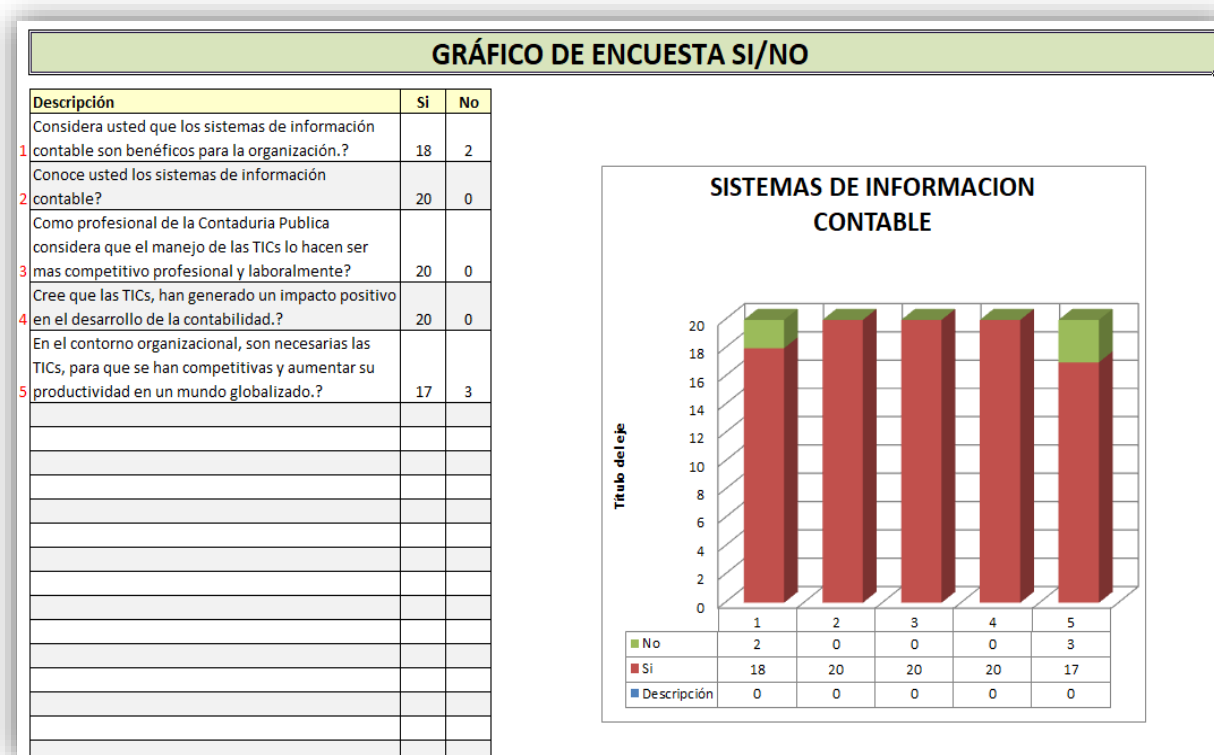 GRÁFICO DE ENCUESTA SI/NO
Descripción Si No
Considera usted que los sistemas de información
1 contable son benéficos para la organización.? 18 2
Conoce usted los sistemas de información
2 contable? 20 0
Como profesional de la Contaduria Publica
considera que el manejo de las TICs lo hacen ser
3 mas competitivo profesional y laboralmente? 20 0
Cree que las TICs, han generado un impacto positivo
4 en el desarrollo de la contabilidad.? 20 0
En el contorno organizacional, son necesarias las
TICs, para que se han competitivas y aumentar su
5 productividad en un mundo globalizado.? 17 3
SISTEMAS DE INFORMACION
CONTABLE
Título del eje
20
18
16
14
12
10
8
6
4
2
0
1 2 3 4 5
No 2 0 0 0 3
Si 18 20 20 20 17
Descripción 0 0 0 0 0